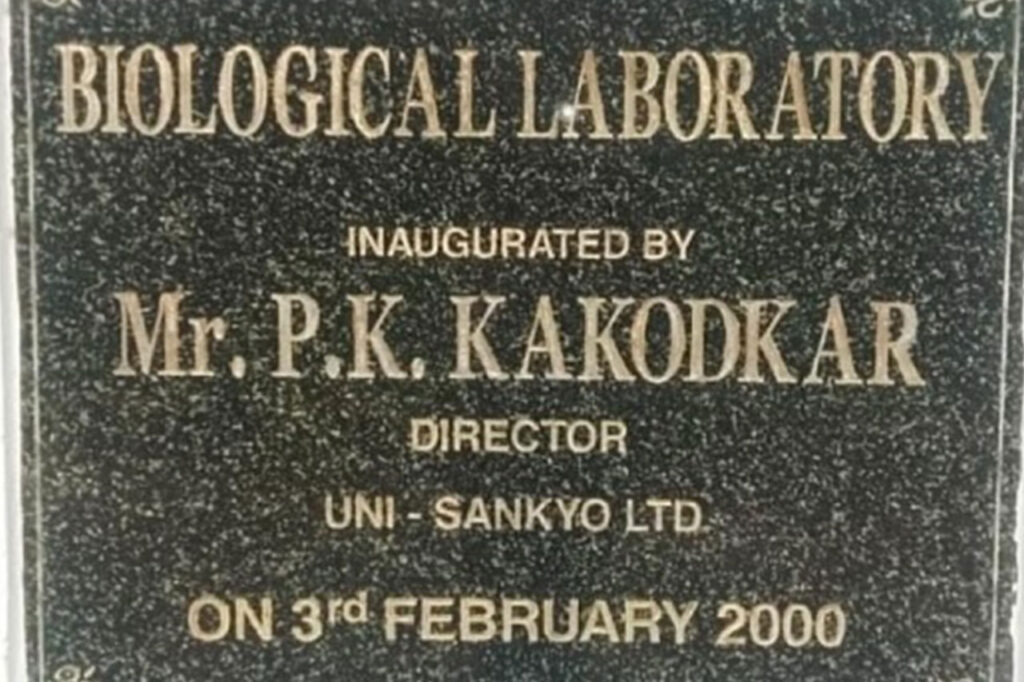 BIOLOGICAL LABORATORY
INAUGURATED BY
Mr. P.K. KAKODKAR
DIRECTOR
UNI - SANKYO LTD.
ON 3rd FEBRUARY 2000